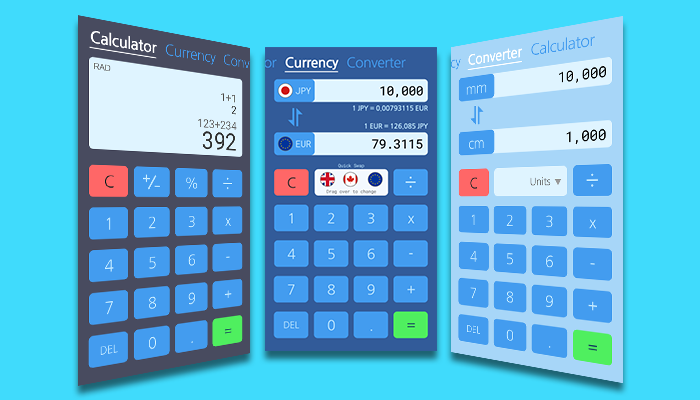 Calculator Currency Conv
RAD
1+1
2
123+234
392
C +/- % ÷
1 2 3 x
4 5 6 -
7 8 9 +
DEL 0 . =
or Currency Converter
JPY 10,000
1 JPY = 0,00793115 EUR
1 EUR = 126,085 JPY
EUR 79.3115
Quick Swap
C ÷
Drag over to change
1 2 3 x
4 5 6 -
7 8 9 +
DEL 0 . =
cy Converter Calculator
mm 10,000
cm 1,000
C Units ▼ ÷
1 2 3 x
4 5 6 -
7 8 9 +
DEL 0 . =